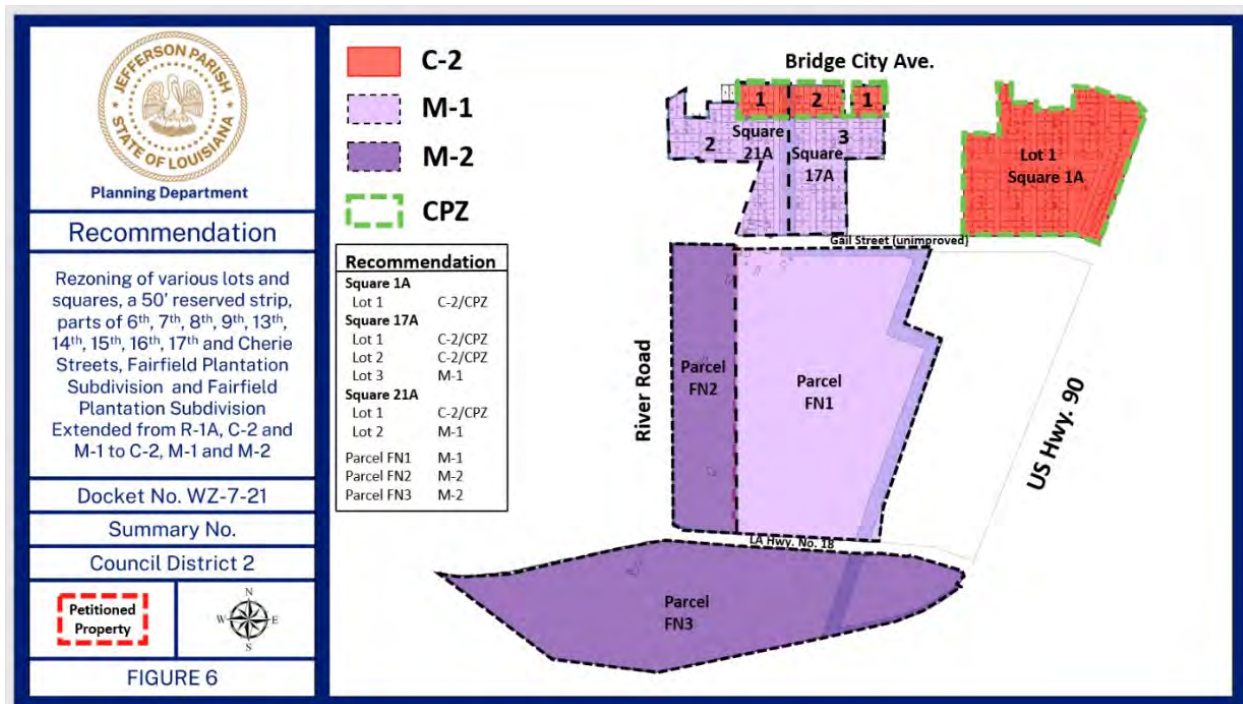 JEFFERSON PARISH
STATE OF LOUISIANA
Planning Department
Recommendation
Rezoning of various lots and
squares, a 50' reserved strip,
parts of 6th, 7th, 8th, 9th, 13th,
14th, 15th, 16th, 17th and Cherie
Streets, Fairfield Plantation
Subdivision and Fairfield
Plantation Subdivision
Extended from R-1A, C-2 and
M-1 to C-2, M-1 and M-2
Docket No. WZ-7-21
Summary No.
Council District 2
Petitioned
Property
N
W E
S
FIGURE 6
C-2
M-1
M-2
CPZ
Recommendation
Square 1A
Lot 1 C-2/CPZ
Square 17A
Lot 1 C-2/CPZ
Lot 2 C-2/CPZ
Lot 3 M-1
Square 21A
Lot 1 C-2/CPZ
Lot 2 M-1
Parcel FN1 M-1
Parcel FN2 M-2
Parcel FN3 M-2
Bridge City Ave.
1
2
1
2
Square
21A
3
Square
17A
Lot 1
Square 1A
Gail Street (unimproved)
River Road
Parcel
FN2
Parcel
FN1
US Hwy. 90
LA Hwy. No. 18
Parcel
FN3